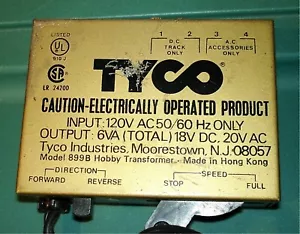 LISTED
UL
910 J
SA
LR 24700
1 2 3 4
D.C. TRACK ONLY
A.C. ACCESSORIES ONLY
TYCO
CAUTION-ELECTRICALLY OPERATED PRODUCT
INPUT: 120V AC 50/60 Hz ONLY
OUTPUT: 6VA (TOTAL) 18V DC. 20V AC
Tyco Industries, Moorestown, N.J. 08057
Model 899B Hobby Transformer - Made in Hong Kong
DIRECTION
FORWARD REVERSE
SPEED
STOP FULL